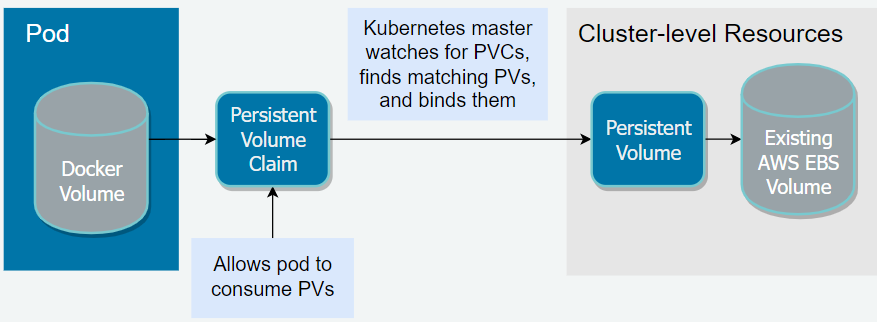 Pod
Docker
Volume
Persistent
Volume
Claim
Allows pod to
consume PVs
Kubernetes master
watches for PVCs,
finds matching PVs,
and binds them
Cluster-level Resources
Persistent
Volume
Existing
AWS EBS
Volume